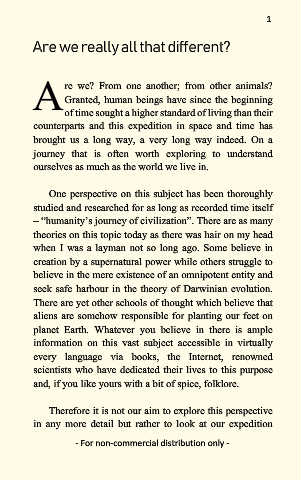 1
Are we really all that different?
Are we? From one another; from other animals?
Granted, human beings have since the beginning
of time sought a higher standard of living than their
counterparts and this expedition in space and time has
brought us a long way, a very long way indeed. On a
journey that is often worth exploring to understand
ourselves as much as the world we live in.
One perspective on this subject has been thoroughly
studied and researched for as long as recorded time itself
– “humanity’s journey of civilization”. There are as many
theories on this topic today as there was hair on my head
when I was a layman not so long ago. Some believe in
creation by a supernatural power while others struggle to
believe in the mere existence of an omnipotent entity and
seek safe harbour in the theory of Darwinian evolution.
There are yet other schools of thought which believe that
aliens are somehow responsible for planting our feet on
planet Earth. Whatever you believe in there is ample
information on this vast subject accessible in virtually
every language via books, the Internet, renowned
scientists who have dedicated their lives to this purpose
and, if you like yours with a bit of spice, folklore.
Therefore it is not our aim to explore this perspective
in any more detail but rather to look at our expedition
- For non-commercial distribution only -